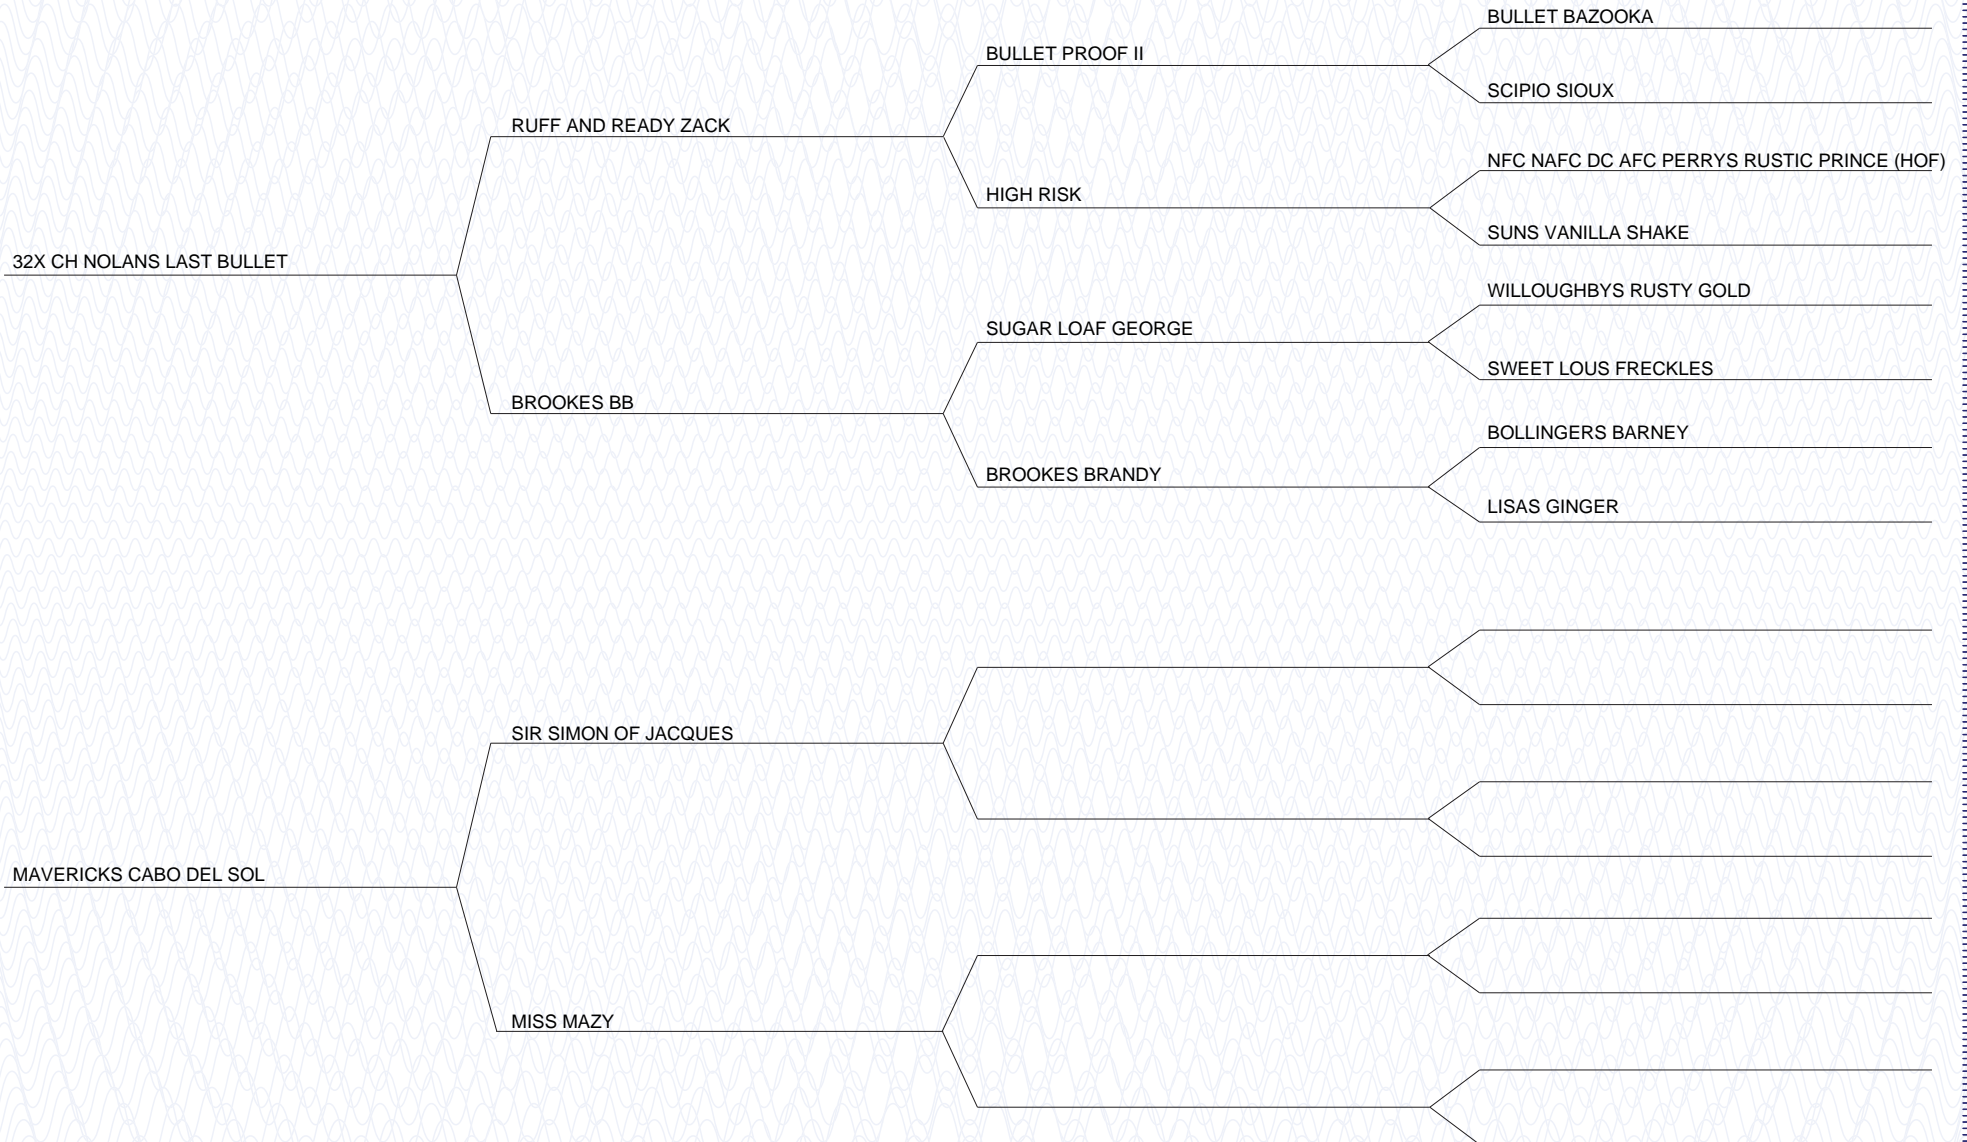 BULLET BAZOOKA
BULLET PROOF II
SCIPIO SIOUX
RUFF AND READY ZACK
NFC NAFC DC AFC PERRYS RUSTIC PRINCE (HOF)
HIGH RISK
SUNS VANILLA SHAKE
32X CH NOLANS LAST BULLET
WILLOUGHBYS RUSTY GOLD
SUGAR LOAF GEORGE
SWEET LOUS FRECKLES
BROOKES BB
BOLLINGERS BARNEY
BROOKES BRANDY
LISAS GINGER
SIR SIMON OF JACQUES
MAVERICKS CABO DEL SOL
MISS MAZY